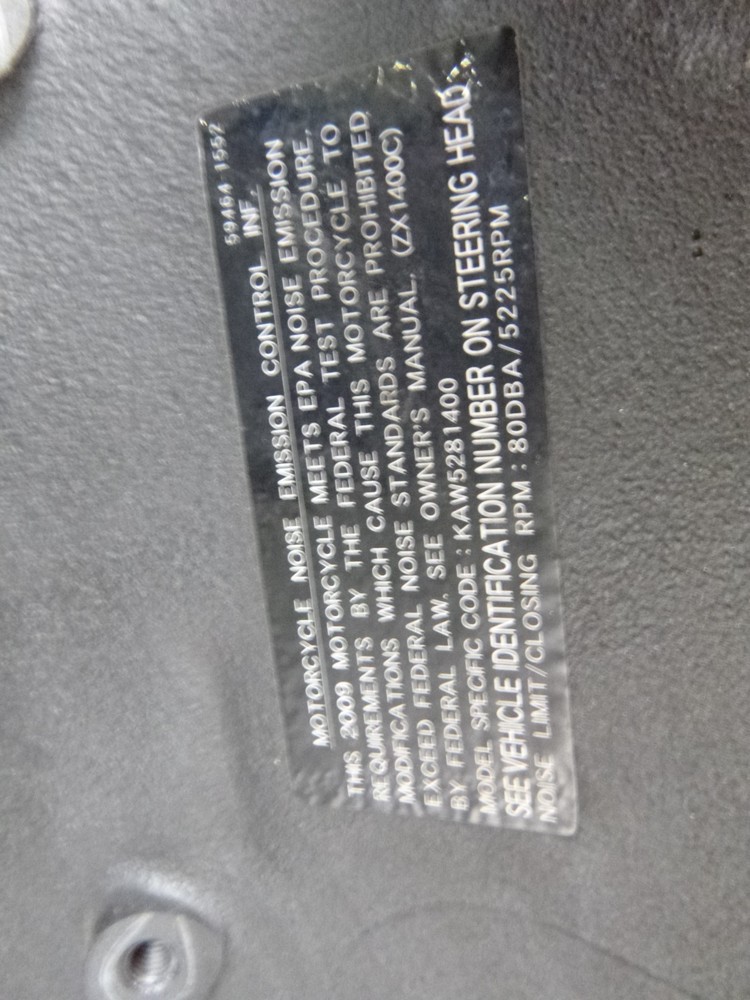 59464 1552
MOTORCYCLE NOISE EMISSION CONTROL INF.
THIS 2009 MOTORCYCLE MEETS EPA NOISE EMISSION
REQUIREMENTS BY THE FEDERAL TEST PROCEDURE.
MODIFICATIONS WHICH CAUSE THIS MOTORCYCLE TO
EXCEED FEDERAL NOISE STANDARDS ARE PROHIBITED
BY FEDERAL LAW. SEE OWNER'S MANUAL. (ZX1400C)
MODEL SPECIFIC CODE : KAW5281400
SEE VEHICLE IDENTIFICATION NUMBER ON STEERING HEAD.
NOISE LIMIT/CLOSING RPM : 80DBA/5225RPM